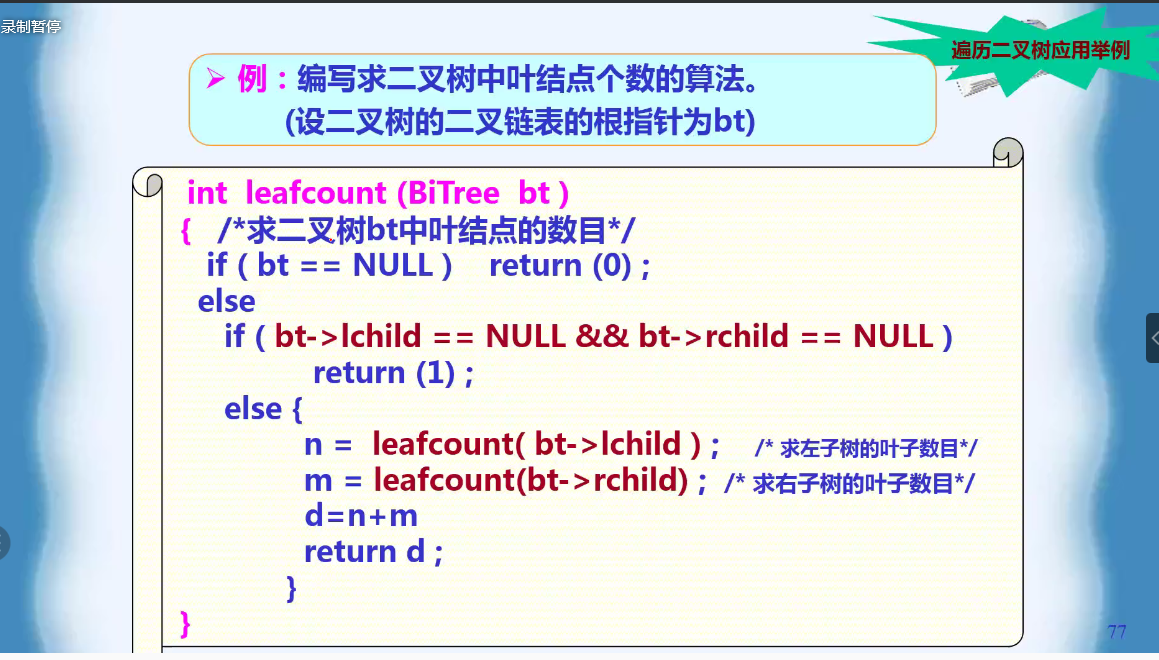 录制暂停
遍历二叉树应用举例
➢ 例：编写求二叉树中叶结点个数的算法。
(设二叉树的二叉链表的根指针为bt)
int leafcount (BiTree bt )
{ /*求二叉树bt中叶结点的数目*/
if ( bt == NULL ) return (0) ;
else
if ( bt->lchild == NULL && bt->rchild == NULL )
return (1) ;
else {
n = leafcount( bt->lchild ) ; /* 求左子树的叶子数目*/
m = leafcount(bt->rchild) ; /* 求右子树的叶子数目*/
d=n+m
return d ;
}
}
77